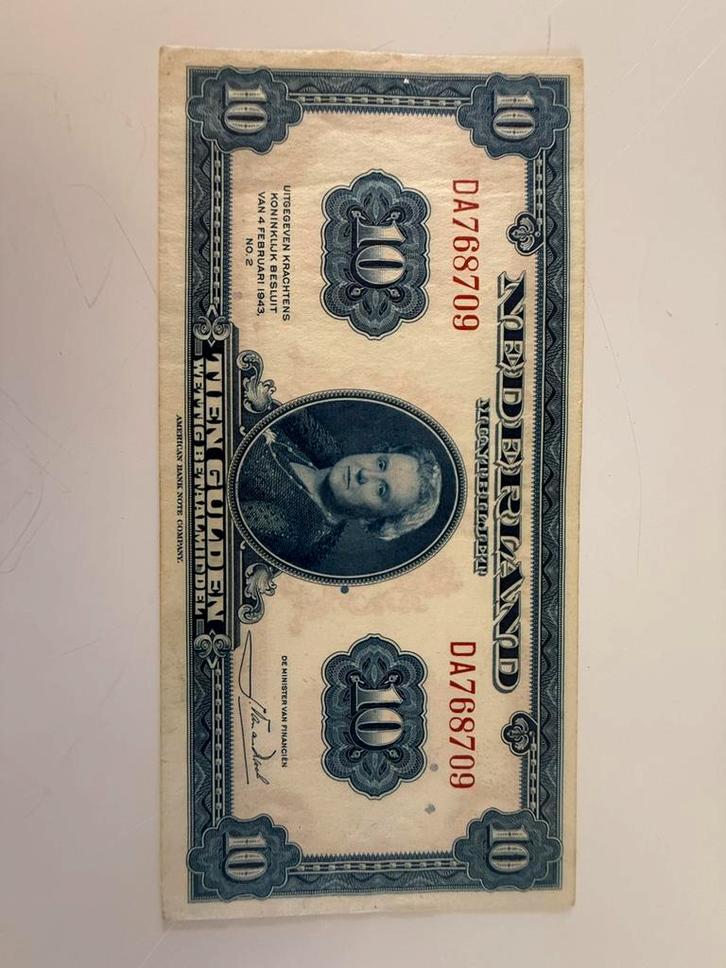 10
10
NEDERLAND
MUNTBILJET
DA768709
DA768709
10
10
UITGEGEVEN KRACHTENS
KONINKLIJK BESLUIT
VAN 4 FEBRUARI 1943,
NO. 2
DE MINISTER VAN FINANCIËN
10
TIEN GULDEN
WETTIG BETAALMIDDEL
10
AMERICAN BANK NOTE COMPANY.